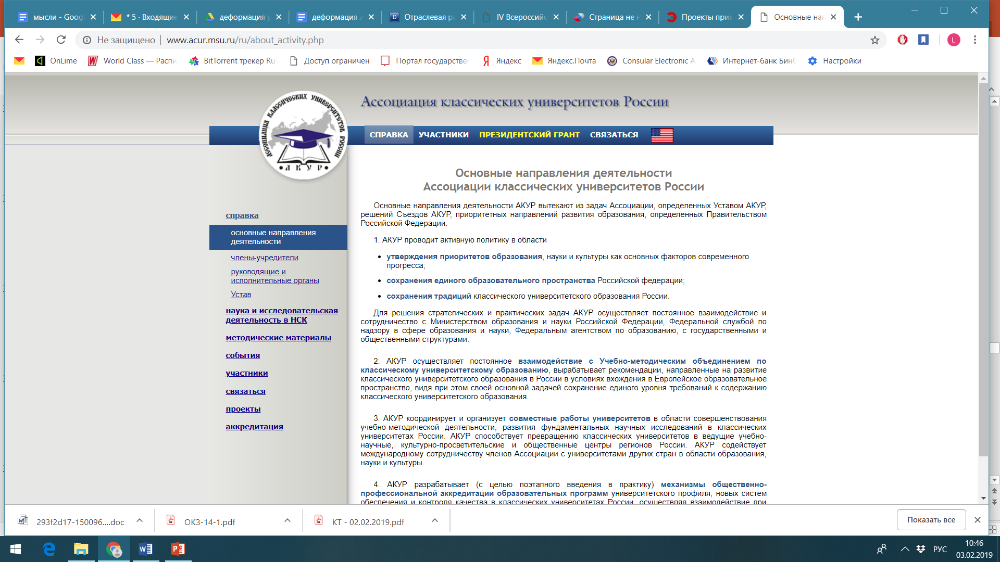 мысли - Goog
* 5 · Входящие
деформация у
деформация
Отраслевая ра
IV Всероссийс
Страница не н
Проекты прим
Основные нап
Не защищено | www.acur.msu.ru/ru/about_activity.php
L
OnLime
World Class — Распи
BitTorrent трекер RuT
Доступ ограничен
Портал государствен
Яндекс
Яндекс.Почта
Consular Electronic A
Интернет-банк Бинб
Настройки
АССОЦИАЦИЯ КЛАССИЧЕСКИХ УНИВЕРСИТЕТОВ РОССИИ
•АКУР•
Ассоциация классических университетов России
СПРАВКА УЧАСТНИКИ ПРЕЗИДЕНТСКИЙ ГРАНТ СВЯЗАТЬСЯ
справка
основные направления
деятельности
члены-учредители
руководящие и
исполнительные органы
Устав
наука и исследовательская
деятельность в НСК
методические материалы
события
участники
связаться
проекты
аккредитация
Основные направления деятельности
Ассоциации классических университетов России
Основные направления деятельности АКУР вытекают из задач Ассоциации, определенных Уставом АКУР,
решений Съездов АКУР, приоритетных направлений развития образования, определенных Правительством
Российской Федерации.
1. АКУР проводит активную политику в области
• утверждения приоритетов образования, науки и культуры как основных факторов современного
прогресса;
• сохранения единого образовательного пространства Российской федерации;
• сохранения традиций классического университетского образования России.
Для решения стратегических и практических задач АКУР осуществляет постоянное взаимодействие и
сотрудничество с Министерством образования и науки Российской Федерации, Федеральной службой по
надзору в сфере образования и науки, Федеральным агентством по образованию, с государственными и
общественными структурами.
2. АКУР осуществляет постоянное взаимодействие с Учебно-методическим объединением по
классическому университетскому образованию, вырабатывает рекомендации, направленные на развитие
классического университетского образования в России в условиях вхождения в Европейское образовательное
пространство, видя при этом своей основной задачей сохранение единого уровня требований к содержанию
классического университетского образования.
3. АКУР координирует и организует совместные работы университетов в области совершенствования
учебно-методической деятельности, развития фундаментальных научных исследований в классических
университетах России. АКУР способствует превращению классических университетов в ведущие учебно-
научные, культурно-просветительские и общественные центры регионов России. АКУР содействует
международному сотрудничеству членов Ассоциации с университетами других стран в области образования,
науки и культуры.
4. АКУР разрабатывает (с целью поэтапного введения в практику) механизмы общественно-
профессиональной аккредитации образовательных программ университетского профиля, новых систем
обеспечения и контроля качества в классических университетах России, осуществляя взаимодействие при
293f2d17-150096....doc
ОКЗ-14-1.pdf
КТ - 02.02.2019.pdf
Показать все
РУС
10:46
03.02.2019